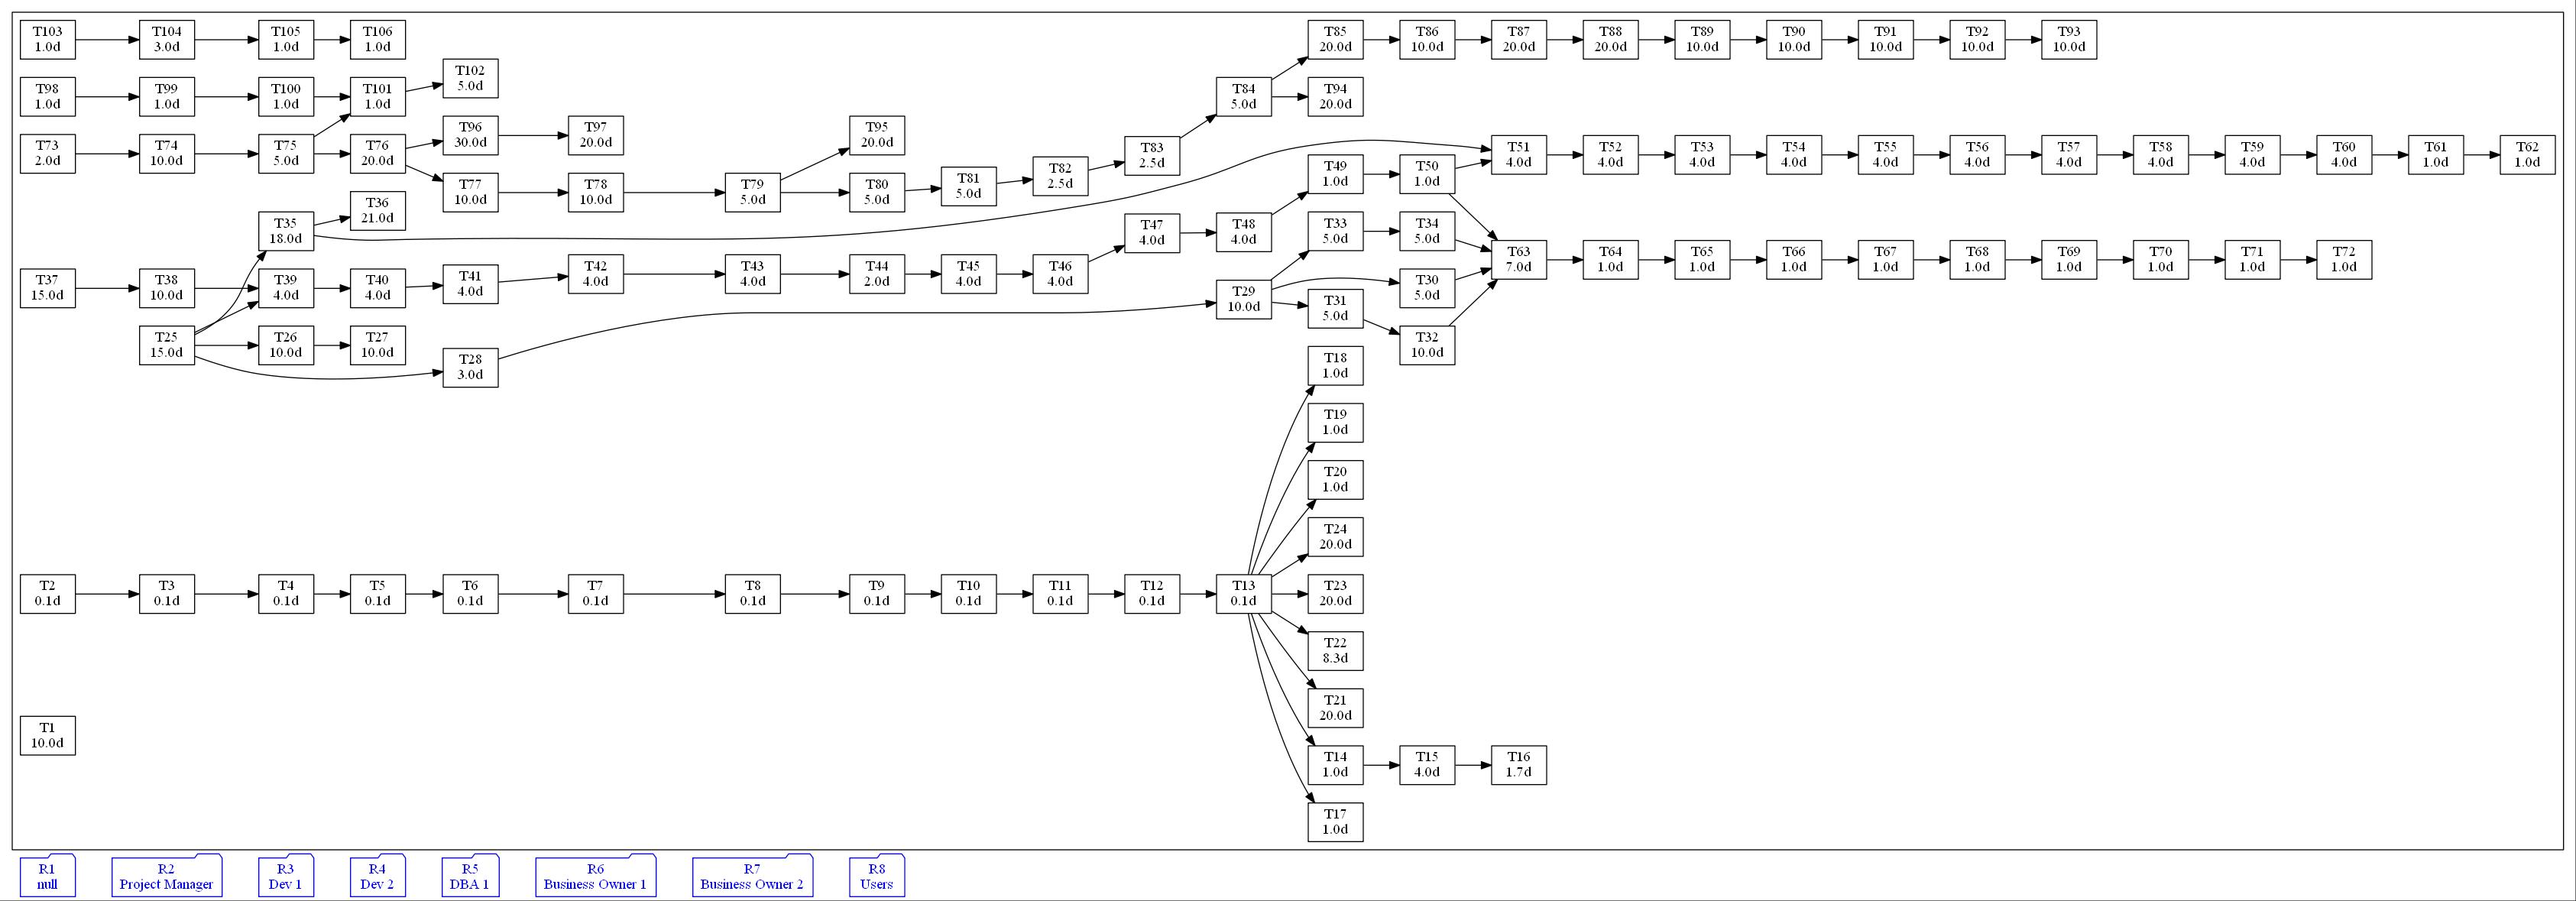 T103
1.0d
T104
3.0d
T105
1.0d
T106
1.0d
T85
20.0d
T86
10.0d
T87
20.0d
T88
20.0d
T89
10.0d
T90
10.0d
T91
10.0d
T92
10.0d
T93
10.0d
T98
1.0d
T99
1.0d
T100
1.0d
T101
1.0d
T102
5.0d
T84
5.0d
T94
20.0d
T73
2.0d
T74
10.0d
T75
5.0d
T76
20.0d
T96
30.0d
T97
20.0d
T95
20.0d
T77
10.0d
T78
10.0d
T79
5.0d
T80
5.0d
T81
5.0d
T82
2.5d
T83
2.5d
T51
4.0d
T52
4.0d
T53
4.0d
T54
4.0d
T55
4.0d
T56
4.0d
T57
4.0d
T58
4.0d
T59
4.0d
T60
4.0d
T61
1.0d
T62
1.0d
T49
1.0d
T50
1.0d
T36
21.0d
T35
18.0d
T47
4.0d
T48
4.0d
T33
5.0d
T34
5.0d
T37
15.0d
T38
10.0d
T39
4.0d
T40
4.0d
T41
4.0d
T42
4.0d
T43
4.0d
T44
2.0d
T45
4.0d
T46
4.0d
T63
7.0d
T64
1.0d
T65
1.0d
T66
1.0d
T67
1.0d
T68
1.0d
T69
1.0d
T70
1.0d
T71
1.0d
T72
1.0d
T29
10.0d
T30
5.0d
T31
5.0d
T32
10.0d
T25
15.0d
T26
10.0d
T27
10.0d
T28
3.0d
T18
1.0d
T19
1.0d
T20
1.0d
T24
20.0d
T2
0.1d
T3
0.1d
T4
0.1d
T5
0.1d
T6
0.1d
T7
0.1d
T8
0.1d
T9
0.1d
T10
0.1d
T11
0.1d
T12
0.1d
T13
0.1d
T23
20.0d
T22
8.3d
T21
20.0d
T1
10.0d
T14
1.0d
T15
4.0d
T16
1.7d
T17
1.0d
R1
null
R2
Project Manager
R3
Dev 1
R4
Dev 2
R5
DBA 1
R6
Business Owner 1
R7
Business Owner 2
R8
Users